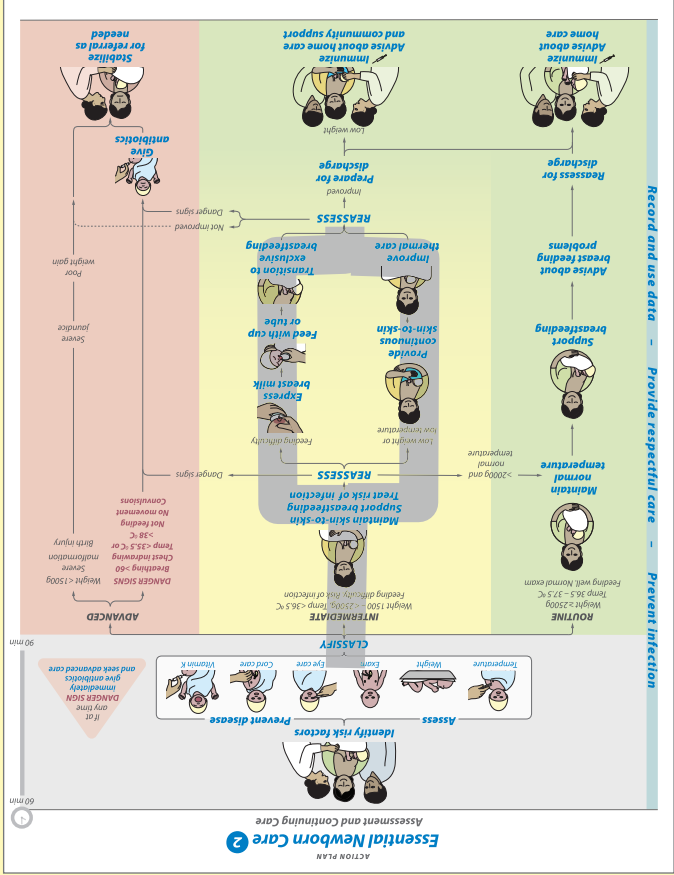 ACTION PLAN
Essential Newborn Care 2
Assessment and Continuing Care
60 min
Identify risk factors
Assess
Prevent disease
Temperature
Weight
Exam
Eye care
Cord care
Vitamin K
If at
any time
DANGER SIGN
immediately
give antibiotics
and seek advanced care
90 min
CLASSIFY
ROUTINE
Weight ≥2500g
Temp 36.5 – 37.5 ºC
Feeding well. Normal exam
INTERMEDIATE
Weight 1500 – <2500g. Temp <36.5C
Feeding difficulty. Risk of infection
ADVANCED
DANGER SIGNS
Breathing >60
Chest indrawing
Temp <35.5 ºC or
>38 ºC
Not feeding
No movement
Convulsions
Weight <1500g
Severe
malformation
Birth injury
Maintain
normal
temperature
Maintain skin-to-skin
Support breastfeeding
Treat risk of infection
REASSESS
>2000g and
normal
temperature
Danger signs
Low weight or
low temperature
Feeding difficulty
Support
breastfeeding
Provide
continuous
skin-to-skin
Express
breast milk
Feed with cup
or tube
Severe
jaundice
Advise about
breast feeding
problems
Improve
thermal care
Transition to
exclusive
breastfeeding
Poor
weight gain
REASSESS
Not improved
Danger signs
Improved
Reassess for
discharge
Prepare for
discharge
Low weight
Give
antibiotics
Immunize
Advise about
home care
Immunize
Advise about home care
and community support
Stabilize
for referral as
needed
Prevent infection – Provide respectful care – Record and use data